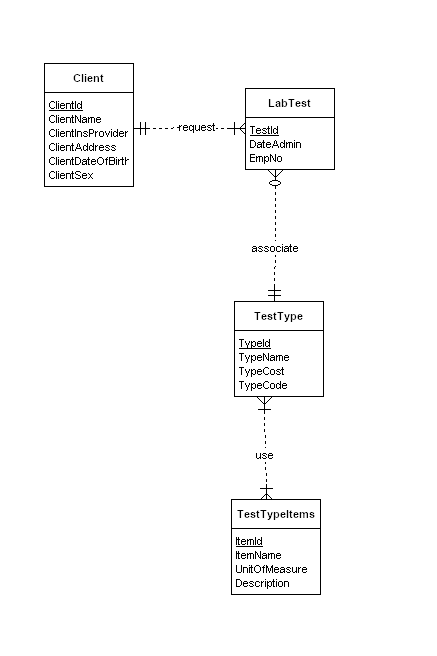 Client
ClientId
ClientName
ClientInsProvider
ClientAddress
ClientDateOfBirth
ClientSex
request
LabTest
TestId
DateAdmin
EmpNo
associate
TestType
TypeId
TypeName
TypeCost
TypeCode
use
TestTypeItems
ItemId
ItemName
UnitOfMeasure
Description